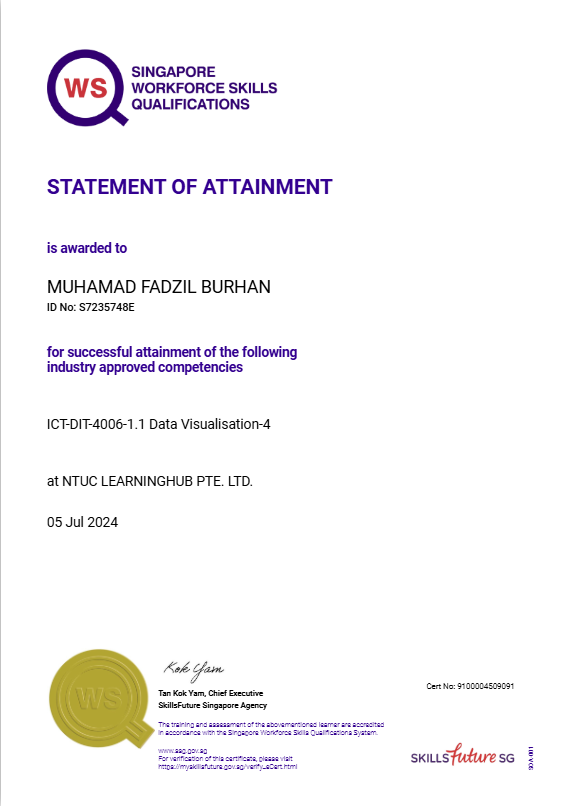 WS
SINGAPORE
WORKFORCE SKILLS
QUALIFICATIONS
STATEMENT OF ATTAINMENT
is awarded to
MUHAMAD FADZIL BURHAN
ID No: S7235748E
for successful attainment of the following
industry approved competencies
ICT-DIT-4006-1.1 Data Visualisation-4
at NTUC LEARNINGHUB PTE. LTD.
05 Jul 2024
WS
Kok Yam
Tan Kok Yam, Chief Executive
SkillsFuture Singapore Agency
Cert No: 9100004509091
The training and assessment of the abovementioned learner are accredited
in accordance with the Singapore Workforce Skills Qualifications System.
www.ssg.gov.sg
For verification of this certificate, please visit
https://myskillsfuture.gov.sg/verify_eCert.html
SKILLSfuture SG
SOA-001